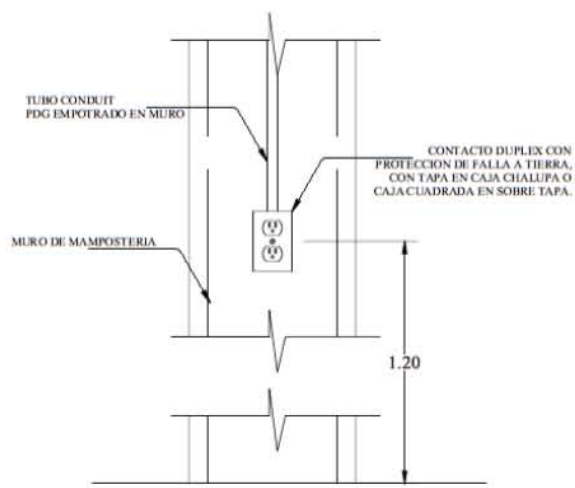 TUBO CONDUIT
PDG EMPOTRADO EN MURO
CONTACTO DUPLEX CON
PROTECCION DE FALLA A TIERRA,
CON TAPA EN CAJA CHALUPA O
CAJA CUADRADA EN SOBRE TAPA.
MURO DE MAMPOSTERIA
1.20